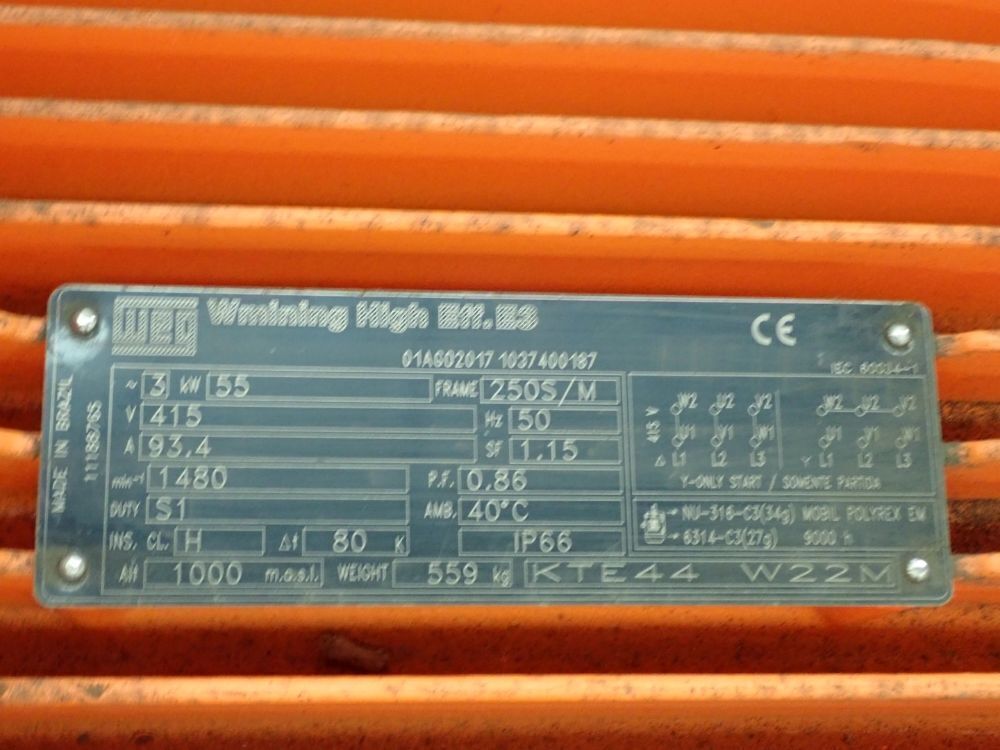 WEG Wmining High Eff. E3
CE
01AGO2017 1037400187
IEC 60034-1
MADE IN BRAZIL
11188765
~ 3 kW 55 FRAME 250S/M
V 415 Hz 50
A 93.4 SF 1.15
min-1 1480 P.F. 0.86
DUTY S1 AMB. 40°C
INS. CL. H Δt 80 K IP66
Alt 1000 m.a.s.l. WEIGHT 559 kg KTE44 W22M
415 V
W2 U2 V2 W2 U2 V2
U1 V1 W1 U1 V1 W1
Δ L1 L2 L3 Y L1 L2 L3
Y-ONLY START / SOMENTE PARTIDA
→ NU-316-C3(34g) MOBIL POLYREX EM
→ 6314-C3(27g) 9000 h